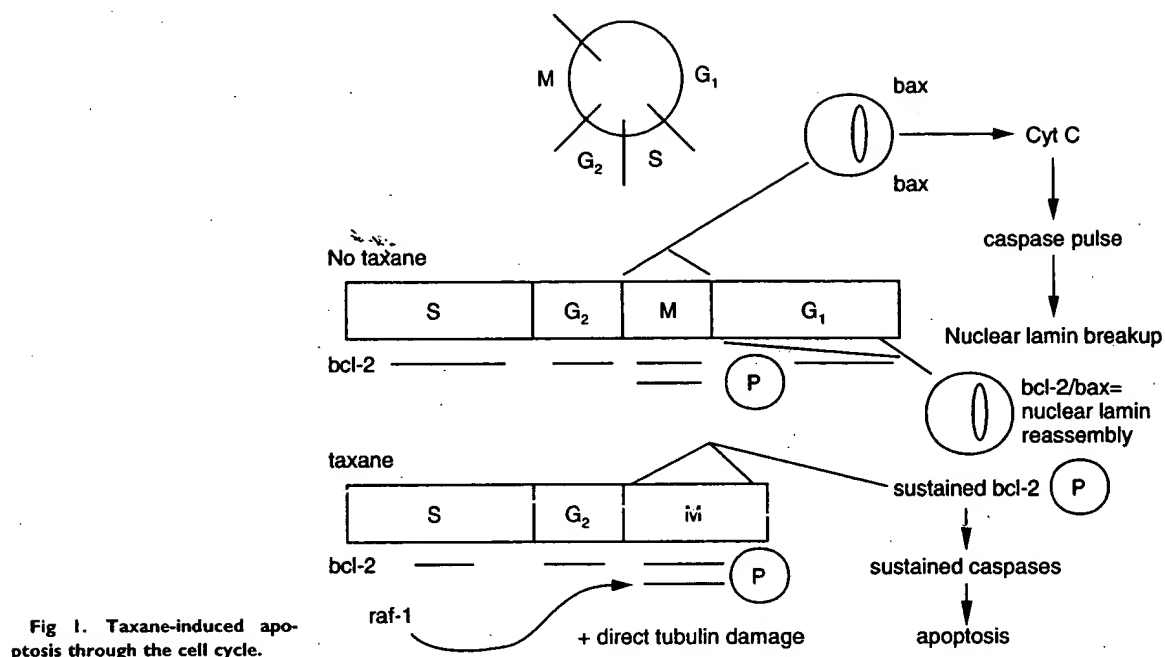 M
G₁
G₂
S
bax
bax
Cyt C
caspase pulse
Nuclear lamin breakup
No taxane
S
G₂
M
G₁
bcl-2
P
bcl-2/bax=
nuclear lamin
reassembly
taxane
S
G₂
M
bcl-2
P
raf-1
+ direct tubulin damage
sustained bcl-2 P
sustained caspases
apoptosis
Fig 1. Taxane-induced apo-
ptosis through the cell cycle.